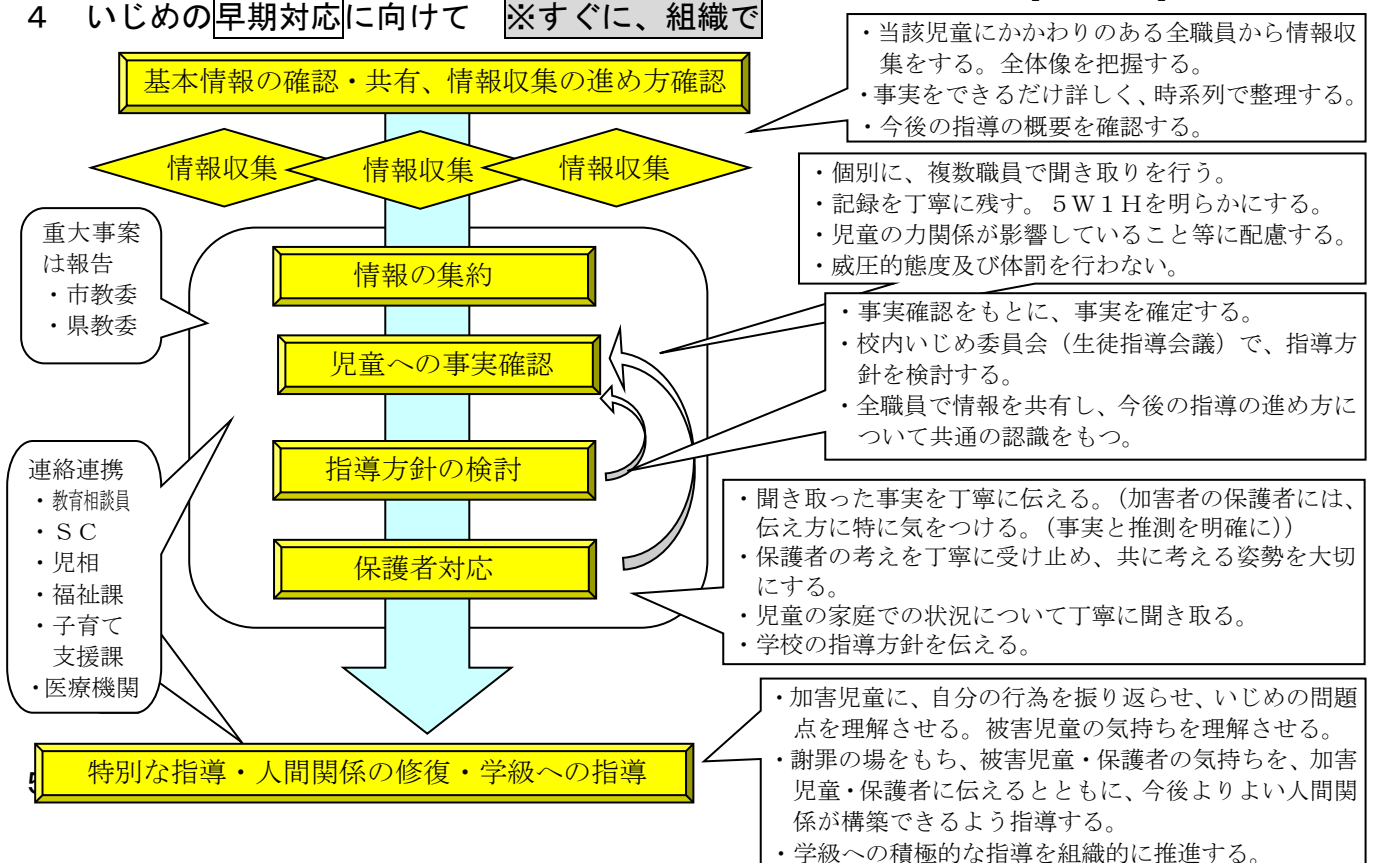 ４　いじめの早期対応に向けて　※すぐに、組織で
基本情報の確認・共有、情報収集の進め方確認
・当該児童にかかわりのある全職員から情報収
集をする。全体像を把握する。
・事実をできるだけ詳しく、時系列で整理する。
・今後の指導の概要を確認する。
情報収集
情報収集
情報収集
・個別に、複数職員で聞き取りを行う。
・記録を丁寧に残す。５Ｗ１Ｈを明らかにする。
・児童の力関係が影響していること等に配慮する。
・威圧的態度及び体罰を行わない。
重大事案
は報告
・市教委
・県教委
情報の集約
児童への事実確認
・事実確認をもとに、事実を確定する。
・校内いじめ委員会（生徒指導会議）で、指導方
針を検討する。
・全職員で情報を共有し、今後の指導の進め方に
ついて共通の認識をもつ。
指導方針の検討
連絡連携
・教育相談員
・ＳＣ
・児相
・福祉課
・子育て
支援課
・医療機関
保護者対応
・聞き取った事実を丁寧に伝える。（加害者の保護者には、
伝え方に特に気をつける。（事実と推測を明確に））
・保護者の考えを丁寧に受け止め、共に考える姿勢を大切
にする。
・児童の家庭での状況について丁寧に聞き取る。
・学校の指導方針を伝える。
特別な指導・人間関係の修復・学級への指導
・加害児童に、自分の行為を振り返らせ、いじめの問題
点を理解させる。被害児童の気持ちを理解させる。
・謝罪の場をもち、被害児童・保護者の気持ちを、加害
児童・保護者に伝えるとともに、今後よりよい人間関
係が構築できるよう指導する。
・学級への積極的な指導を組織的に推進する。